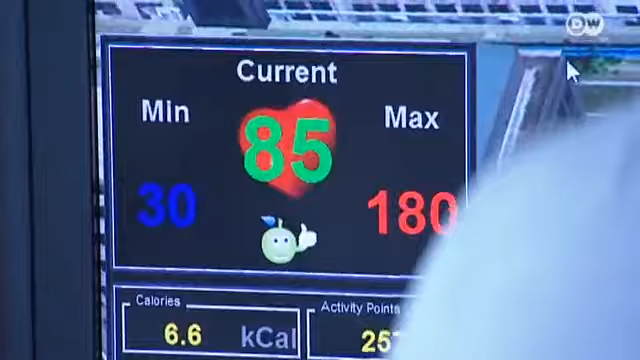 DW
Current
Min
85
Max
30
180
Calories
Activity Points
6.6
kCal